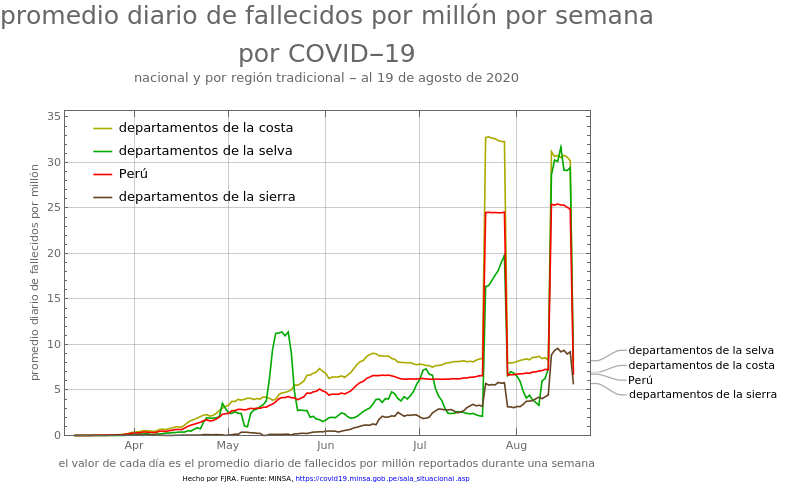 promedio diario de fallecidos por millón por semana
por COVID−19
nacional y por región tradicional − al 19 de agosto de 2020
promedio diario de fallecidos por millón
35
30
25
20
15
10
5
0
departamentos de la costa
departamentos de la selva
Perú
departamentos de la sierra
Apr May Jun Jul Aug
departamentos de la selva
departamentos de la costa
Perú
departamentos de la sierra
el valor de cada día es el promedio diario de fallecidos por millón reportados durante una semana
Hecho por FJRA. Fuente: MINSA, https://covid19.minsa.gob.pe/sala_situacional.asp